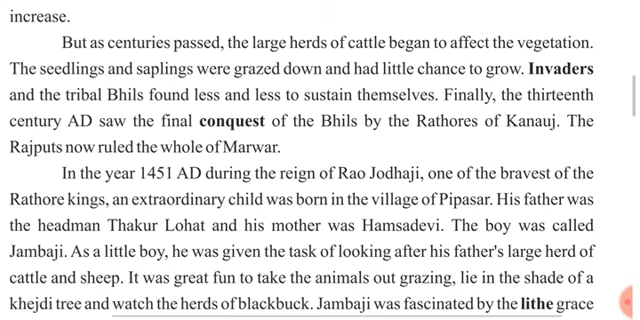 increase.
But as centuries passed, the large herds of cattle began to affect the vegetation.
The seedlings and saplings were grazed down and had little chance to grow. Invaders
and the tribal Bhils found less and less to sustain themselves. Finally, the thirteenth
century AD saw the final conquest of the Bhils by the Rathores of Kanauj. The
Rajputs now ruled the whole of Marwar.
In the year 1451 AD during the reign of Rao Jodhaji, one of the bravest of the
Rathore kings, an extraordinary child was born in the village of Pipasar. His father was
the headman Thakur Lohat and his mother was Hamsadevi. The boy was called
Jambaji. As a little boy, he was given the task of looking after his father's large herd of
cattle and sheep. It was great fun to take the animals out grazing, lie in the shade of a
khejdi tree and watch the herds of blackbuck. Jambaji was fascinated by the lithe grace